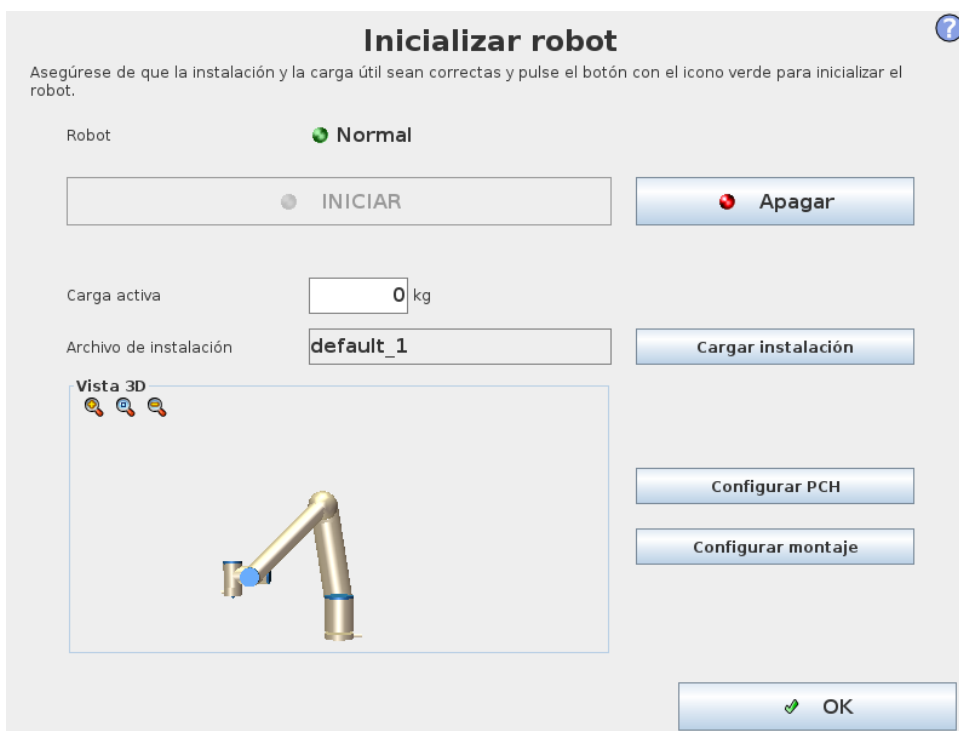 Inicializar robot
?
Asegúrese de que la instalación y la carga útil sean correctas y pulse el botón con el icono verde para inicializar el
robot.
Robot
Normal
INICIAR
Apagar
Carga activa
0 kg
Archivo de instalación
default_1
Cargar instalación
Vista 3D
Configurar PCH
Configurar montaje
OK